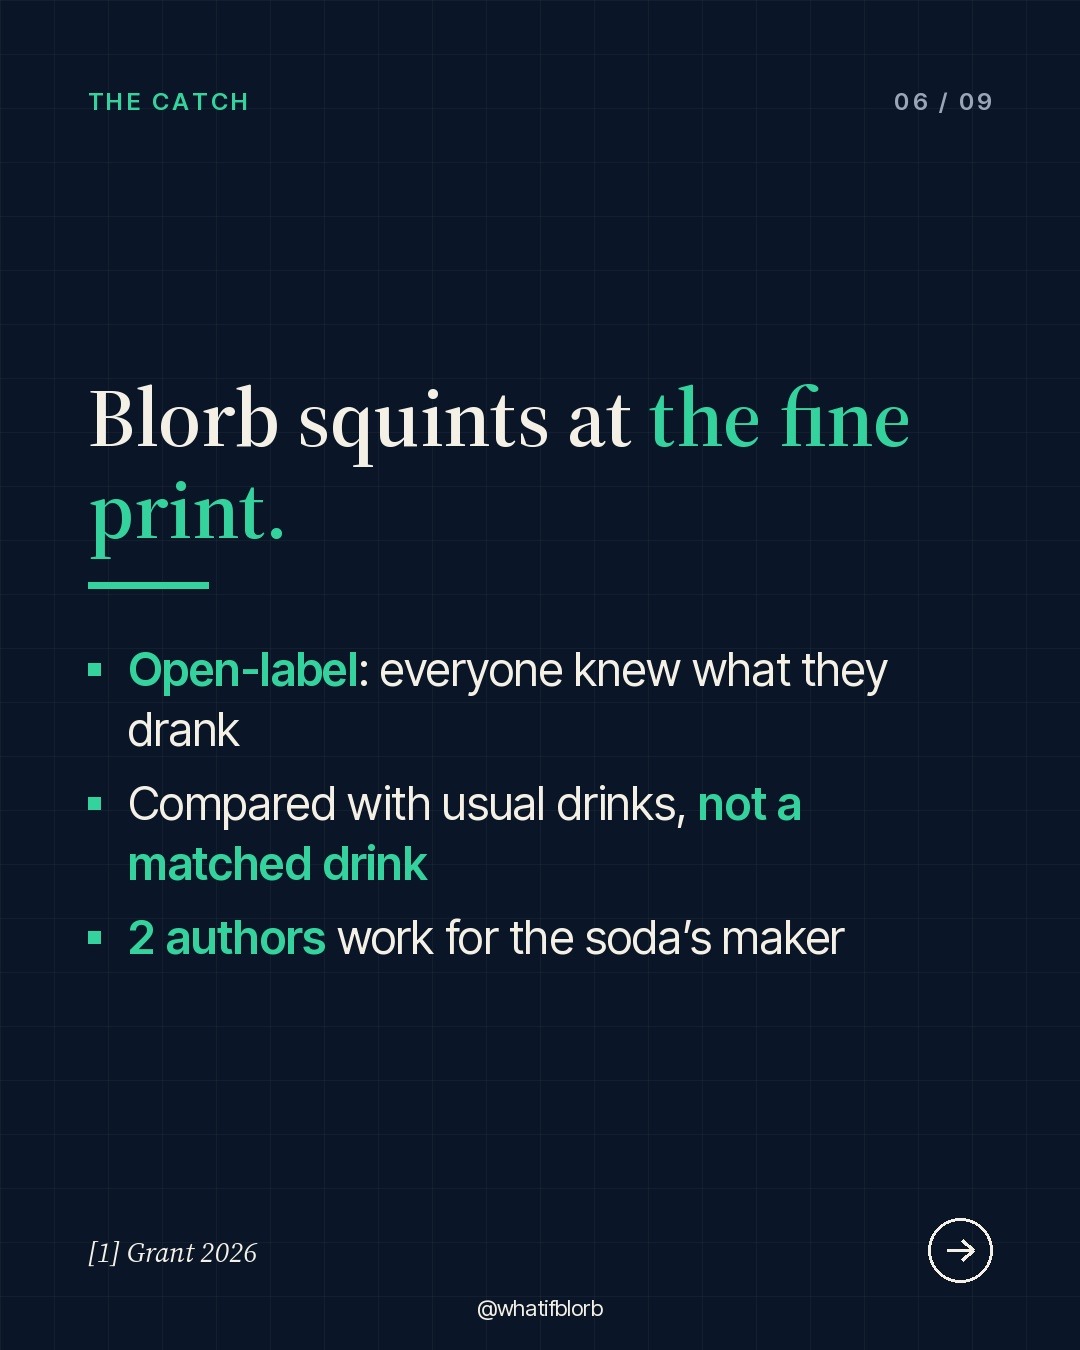 THE CATCH
06 / 09
Blorb squints at the fine
print.
Open-label: everyone knew what they
drank
Compared with usual drinks, not a
matched drink
2 authors work for the soda’s maker
[1] Grant 2026
@whatifblorb